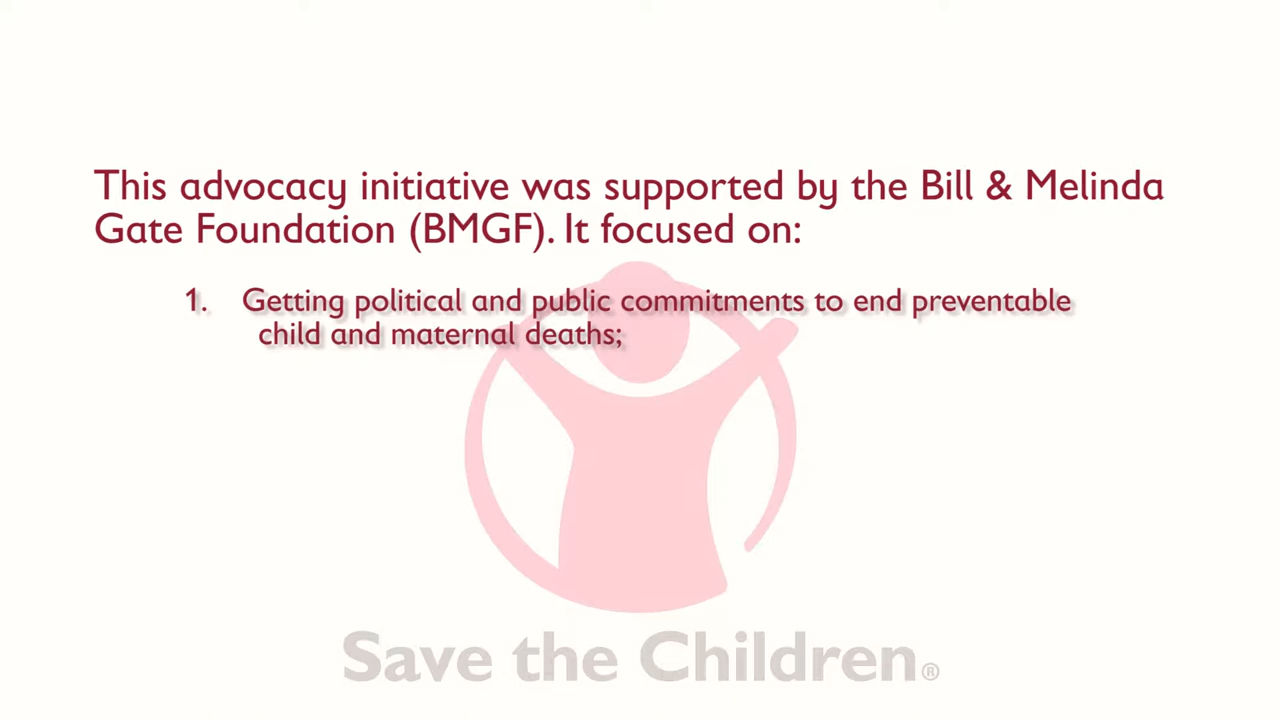 This advocacy initiative was supported by the Bill & Melinda
Gate Foundation (BMGF). It focused on:
1. Getting political and public commitments to end preventable
child and maternal deaths;
Save the Children®